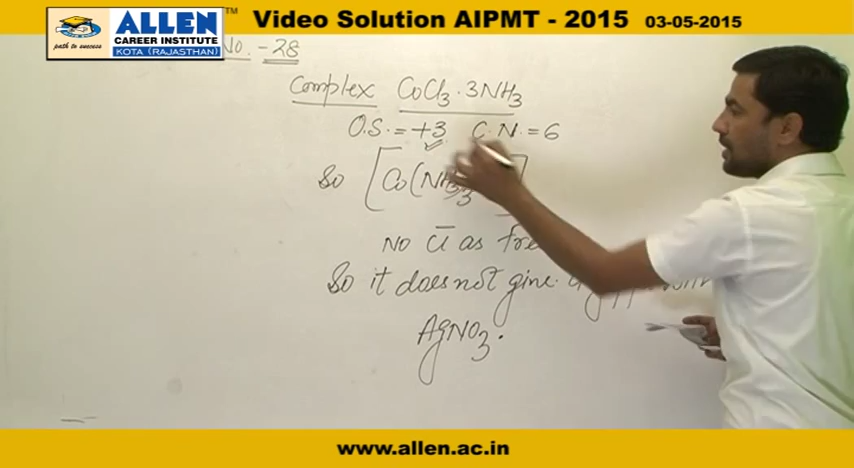 ALLEN
TM
Video Solution AIPMT - 2015 03-05-2015
path to success
CAREER INSTITUTE
KOTA (RAJASTHAN)
No. - 28
Complex CoCl3 · 3NH3
O.S. = +3 C.N. = 6
So [Co(NH3)3 ]
No Cl̄ as
So it does not give
AgNO3.
www.allen.ac.in